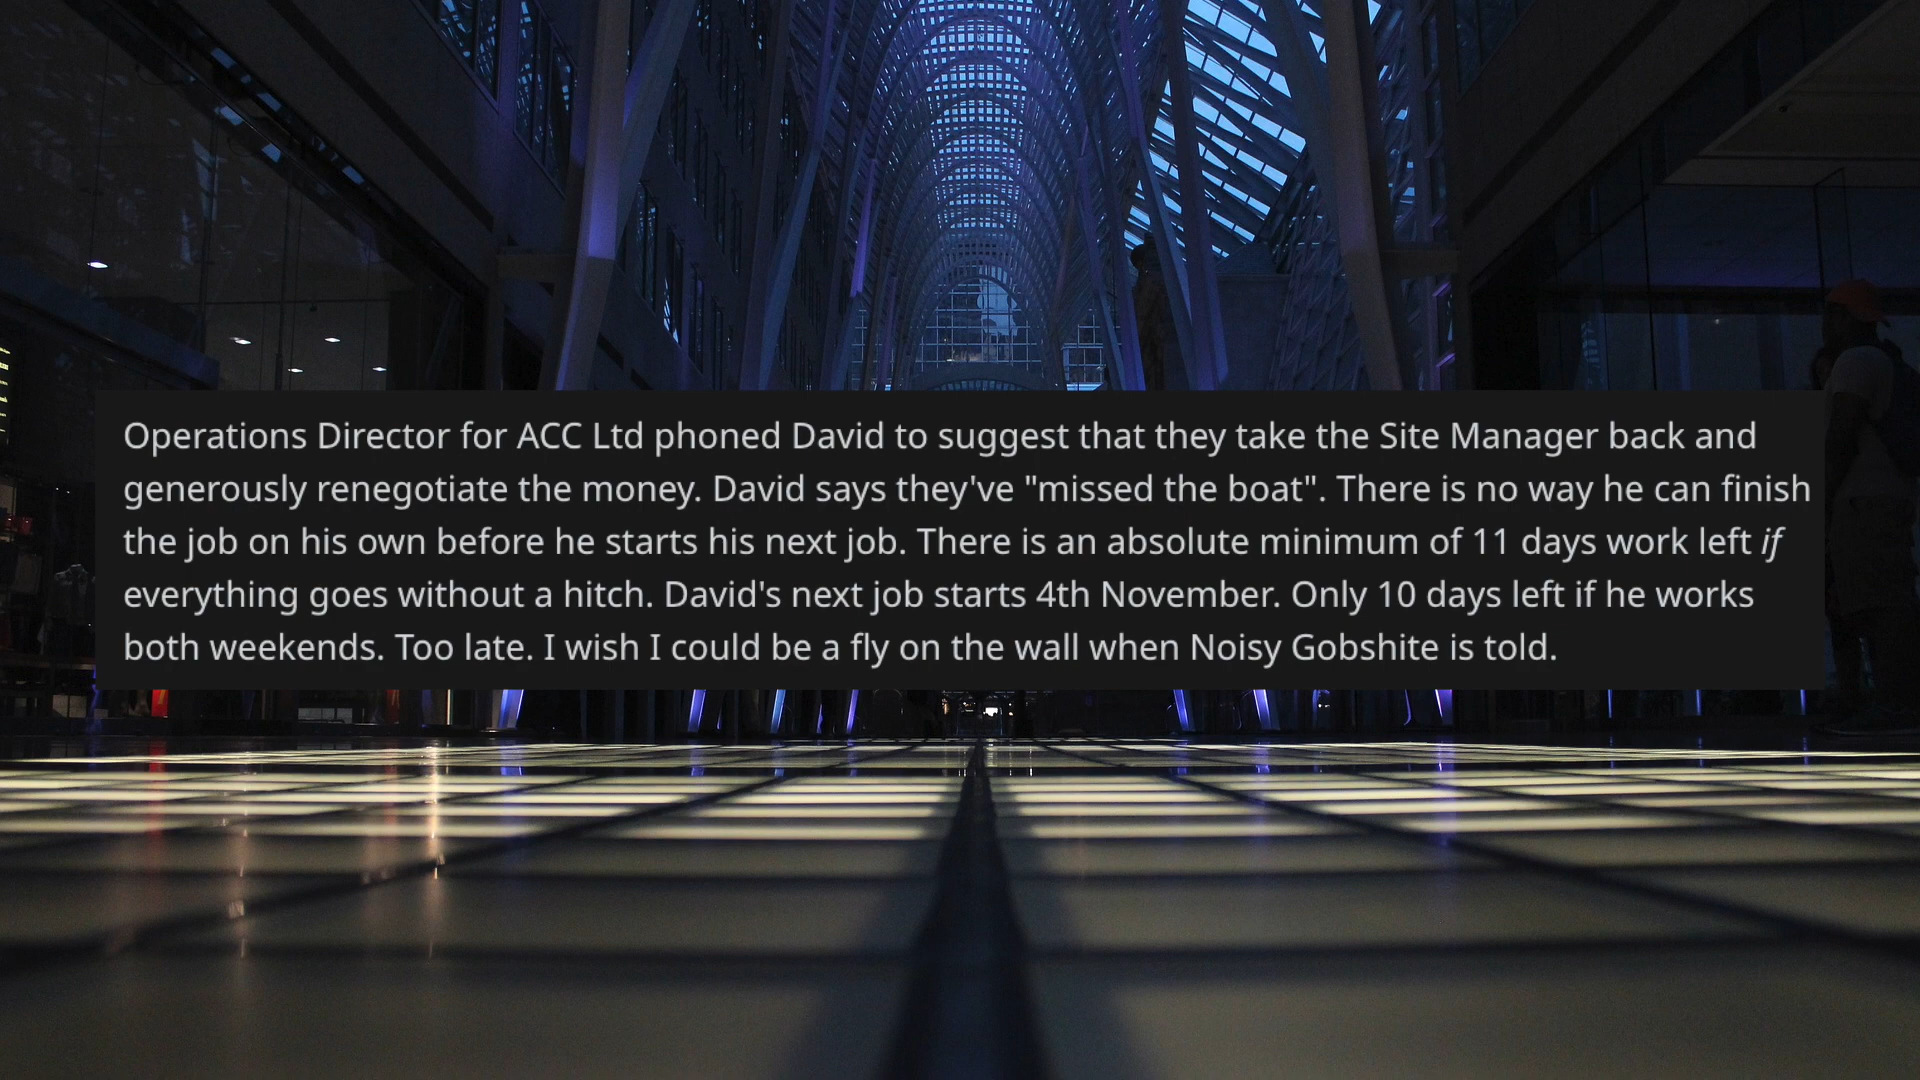 Operations Director for ACC Ltd phoned David to suggest that they take the Site Manager back and
generously renegotiate the money. David says they've "missed the boat". There is no way he can finish
the job on his own before he starts his next job. There is an absolute minimum of 11 days work left if
everything goes without a hitch. David's next job starts 4th November. Only 10 days left if he works
both weekends. Too late. I wish I could be a fly on the wall when Noisy Gobshite is told.